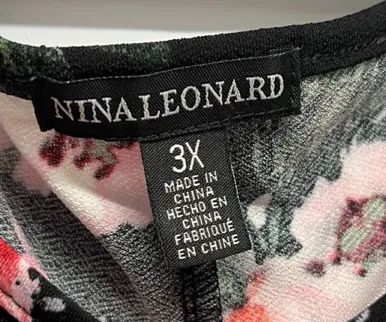 NINA LEONARD
3X
MADE IN
CHINA
HECHO EN
CHINA
FABRIQUÉ
EN CHINE